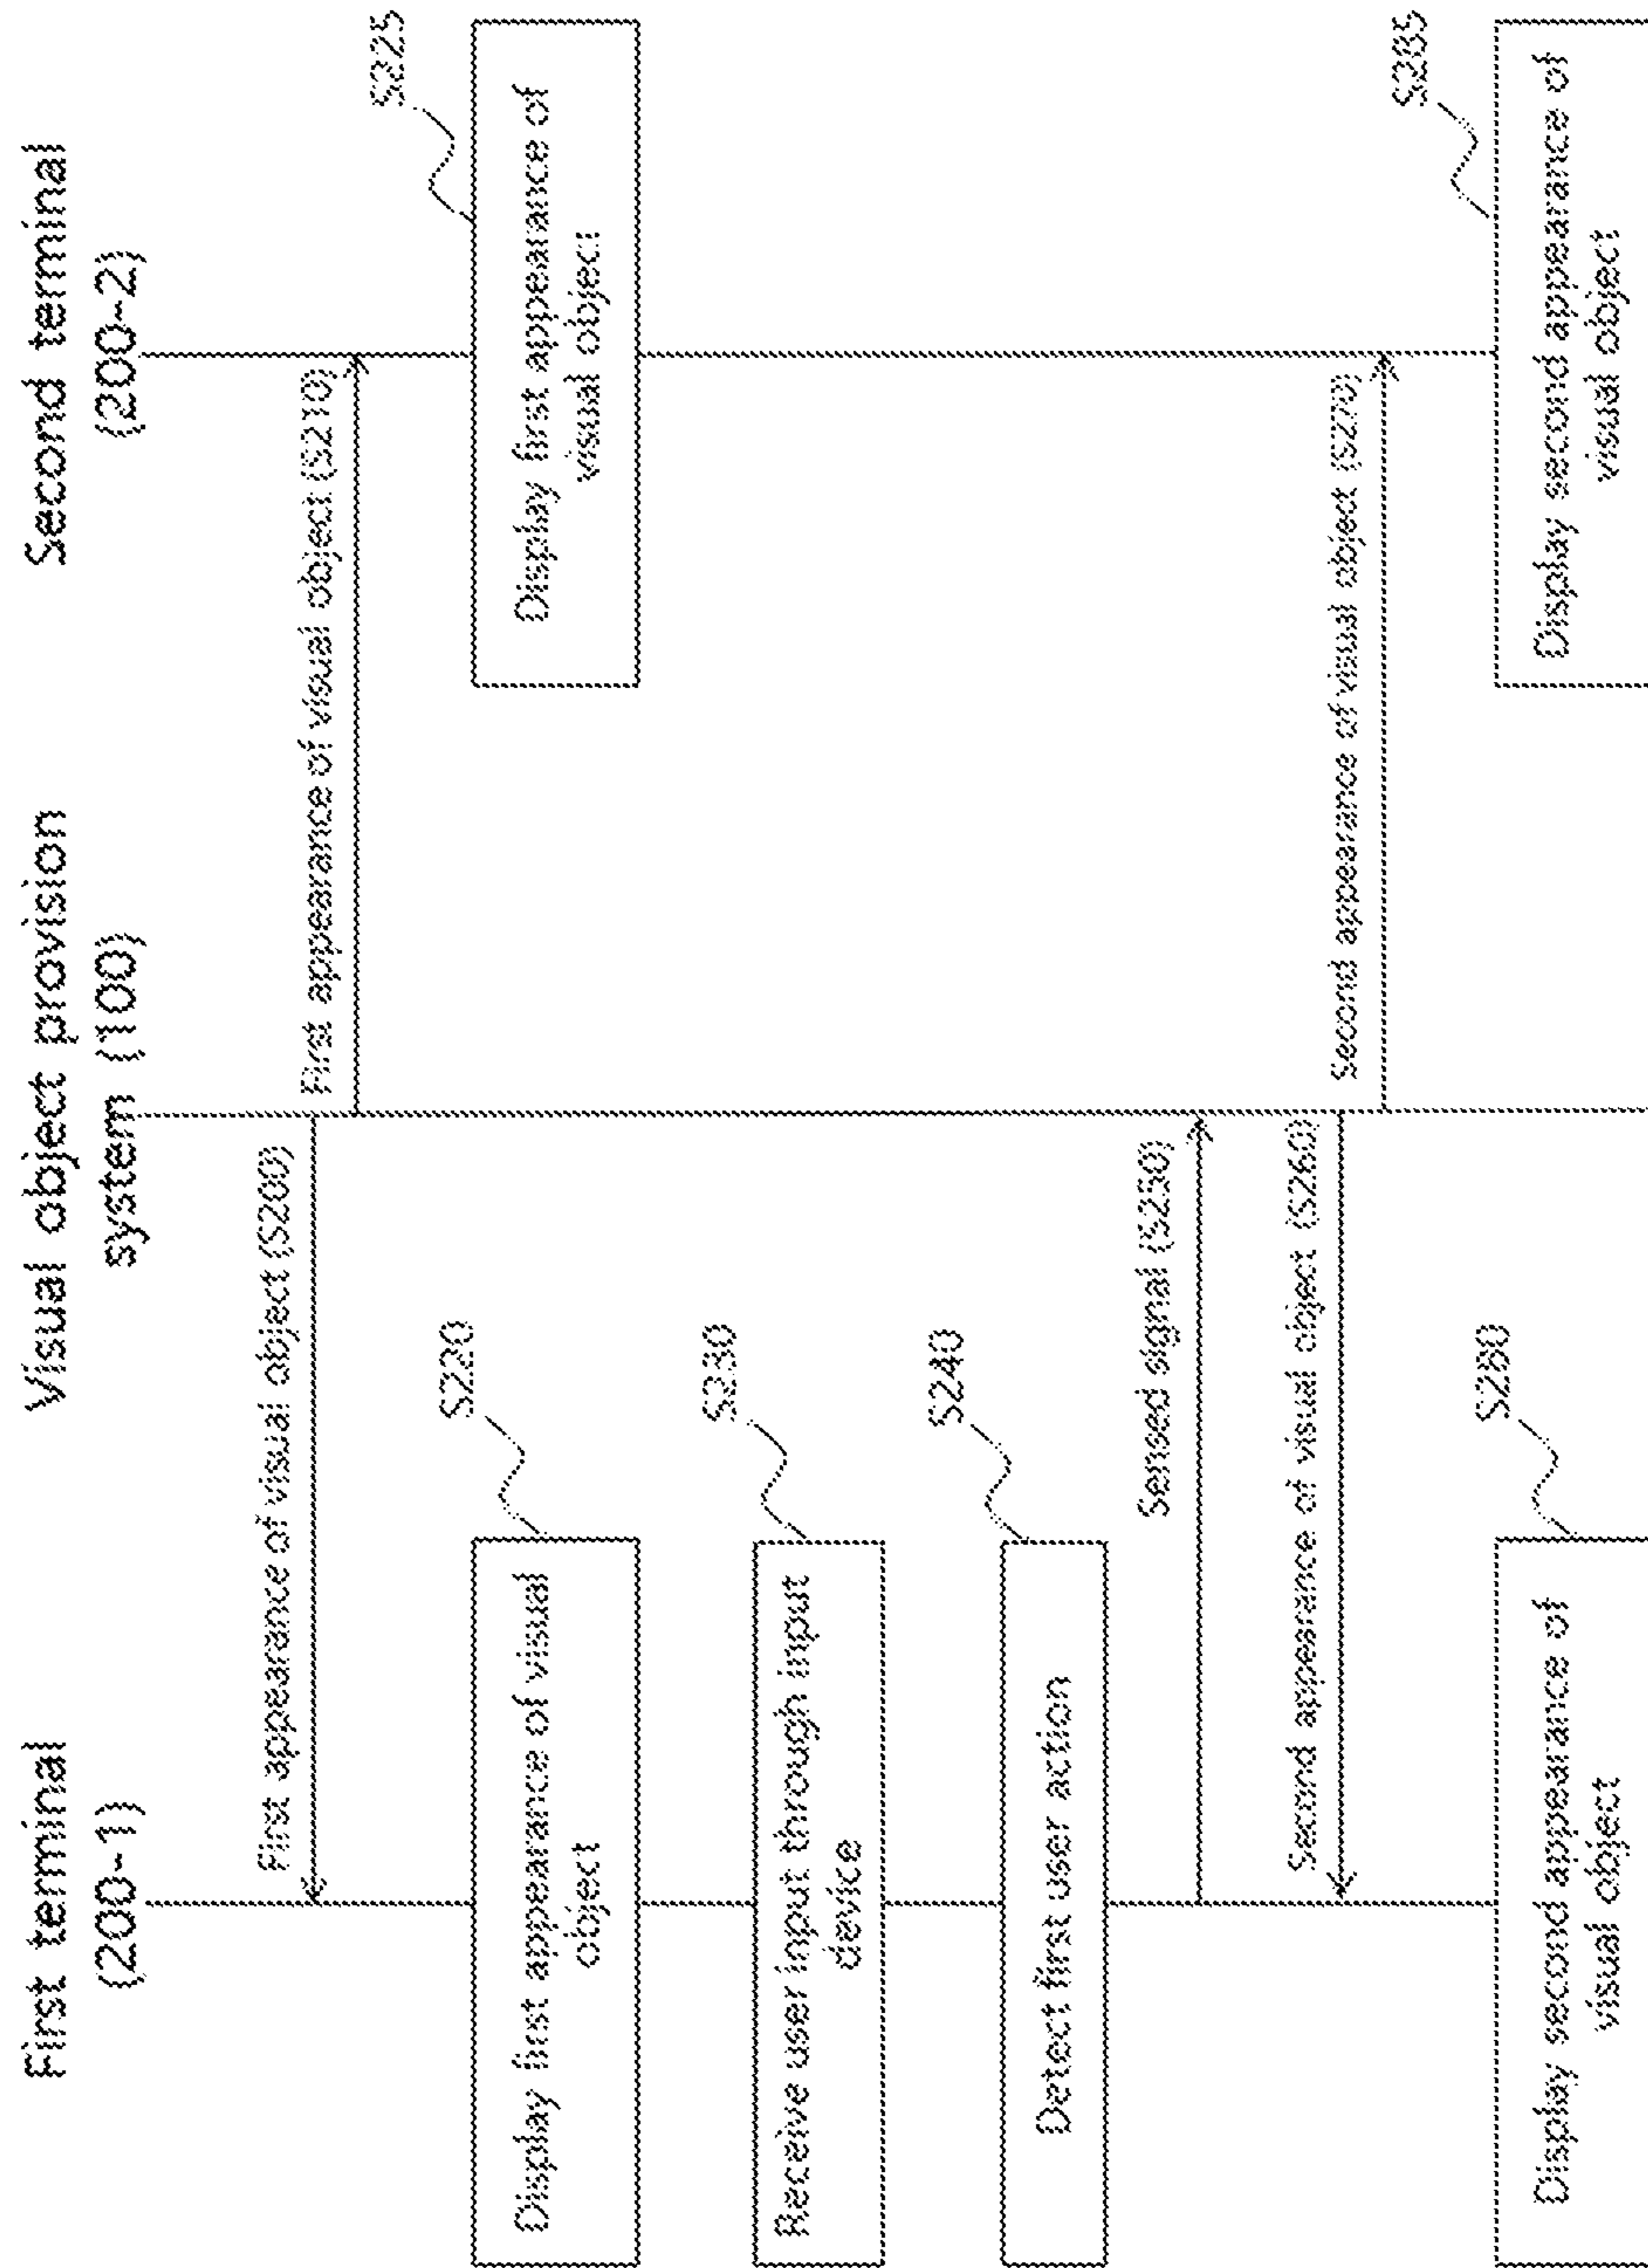 First terminal
(200-1)
Visual object provision
system (100)
Second terminal
(200-2)
First appearance of visual object (S200)
First appearance of visual object (S210)
S220
Display first appearance of visual
object
S225
Display first appearance of
visual object
S230
Receive user input through input
device
S240
Detect first user action
Sensed signal (S250)
Second appearance of visual object (S260)
Second appearance of visual object (S270)
S280
Display second appearance of
visual object
S285
Display second appearance of
visual object